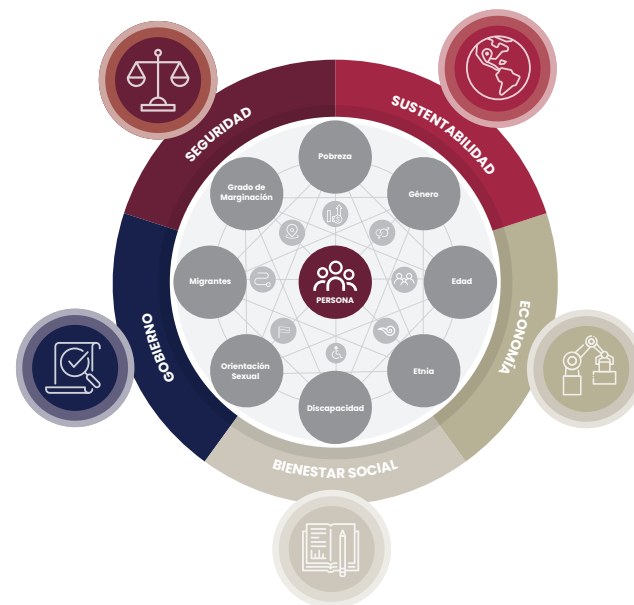 SEGURIDAD
SUSTENTABILIDAD
ECONOMÍA
BIENESTAR SOCIAL
GOBIERNO
Pobreza
Género
Edad
Etnia
Discapacidad
Orientación
Sexual
Migrantes
Grado de
Marginación
PERSONA